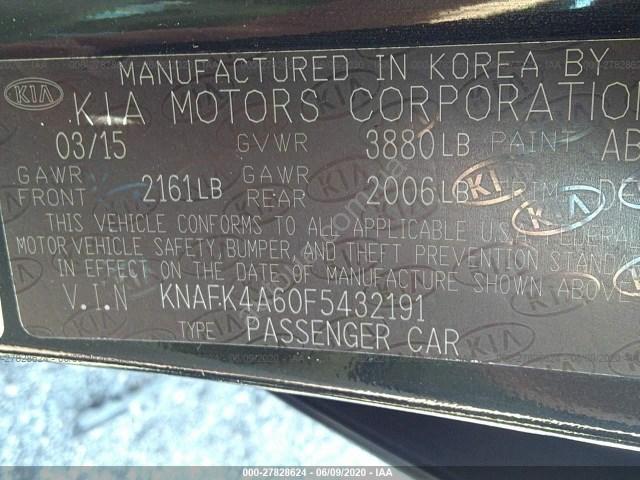 MANUFACTURED IN KOREA BY
KIA KIA MOTORS CORPORATION
03/15 GVWR 3880LB PAINT AB
GAWR FRONT 2161LB GAWR REAR 2006LB TRIM
THIS VEHICLE CONFORMS TO ALL APPLICABLE U.S.A. FEDERAL
MOTOR VEHICLE SAFETY, BUMPER, AND THEFT PREVENTION STANDA
IN EFFECT ON THE DATE OF MANUFACTURE SHOWN ABOVE.
V.I.N KNAFK4A60F5432191
TYPE PASSENGER CAR
000-27828624 - 06/09/2020 - IAA